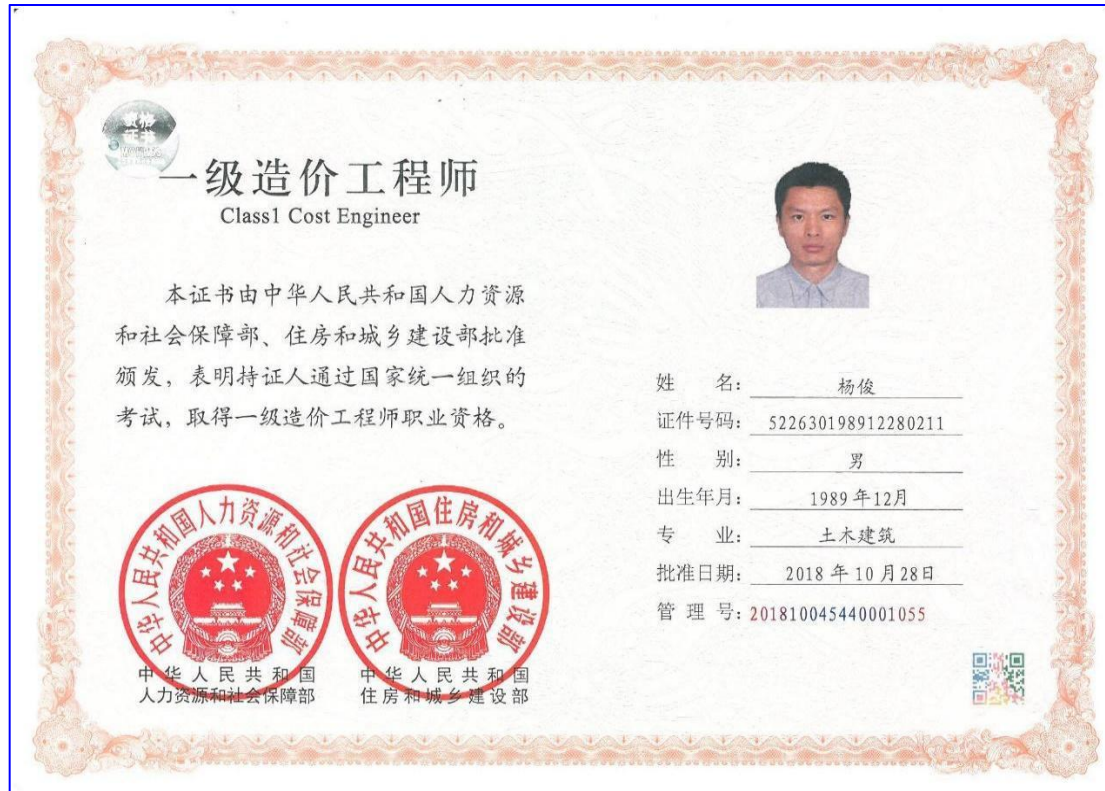 资格
证书
一级造价工程师
Class1 Cost Engineer
本证书由中华人民共和国人力资源
和社会保障部、住房和城乡建设部批准
颁发，表明持证人通过国家统一组织的
考试，取得一级造价工程师职业资格。
中华人民共和国人力资源和社会保障部
中华人民共和国
人力资源和社会保障部
中华人民共和国住房和城乡建设部
中华人民共和国
住房和城乡建设部
姓 名：杨俊
证件号码：522630198912280211
性 别：男
出生年月：1989年12月
专 业：土木建筑
批准日期：2018年10月28日
管 理 号：201810045440001055